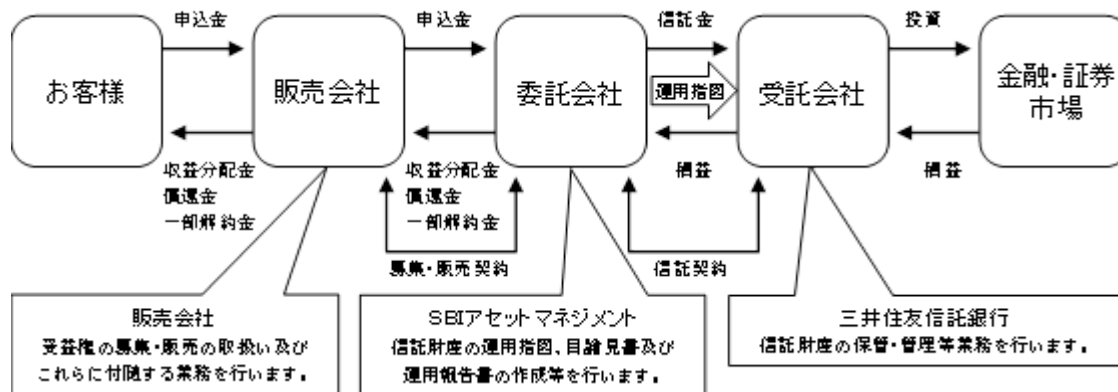 申込金
申込金
信託金
投資
お客様
販売会社
委託会社
運用指図
受託会社
金融・証券
市場
収益分配金
償還金
一部解約金
収益分配金
償還金
一部解約金
損益
損益
募集・販売契約
信託契約
販売会社
受益権の募集・販売の取扱い及び
これらに付随する業務を行います。
SBIアセットマネジメント
信託財産の運用指図、目論見書及び
運用報告書の作成等を行います。
三井住友信託銀行
信託財産の保管・管理等業務を行います。